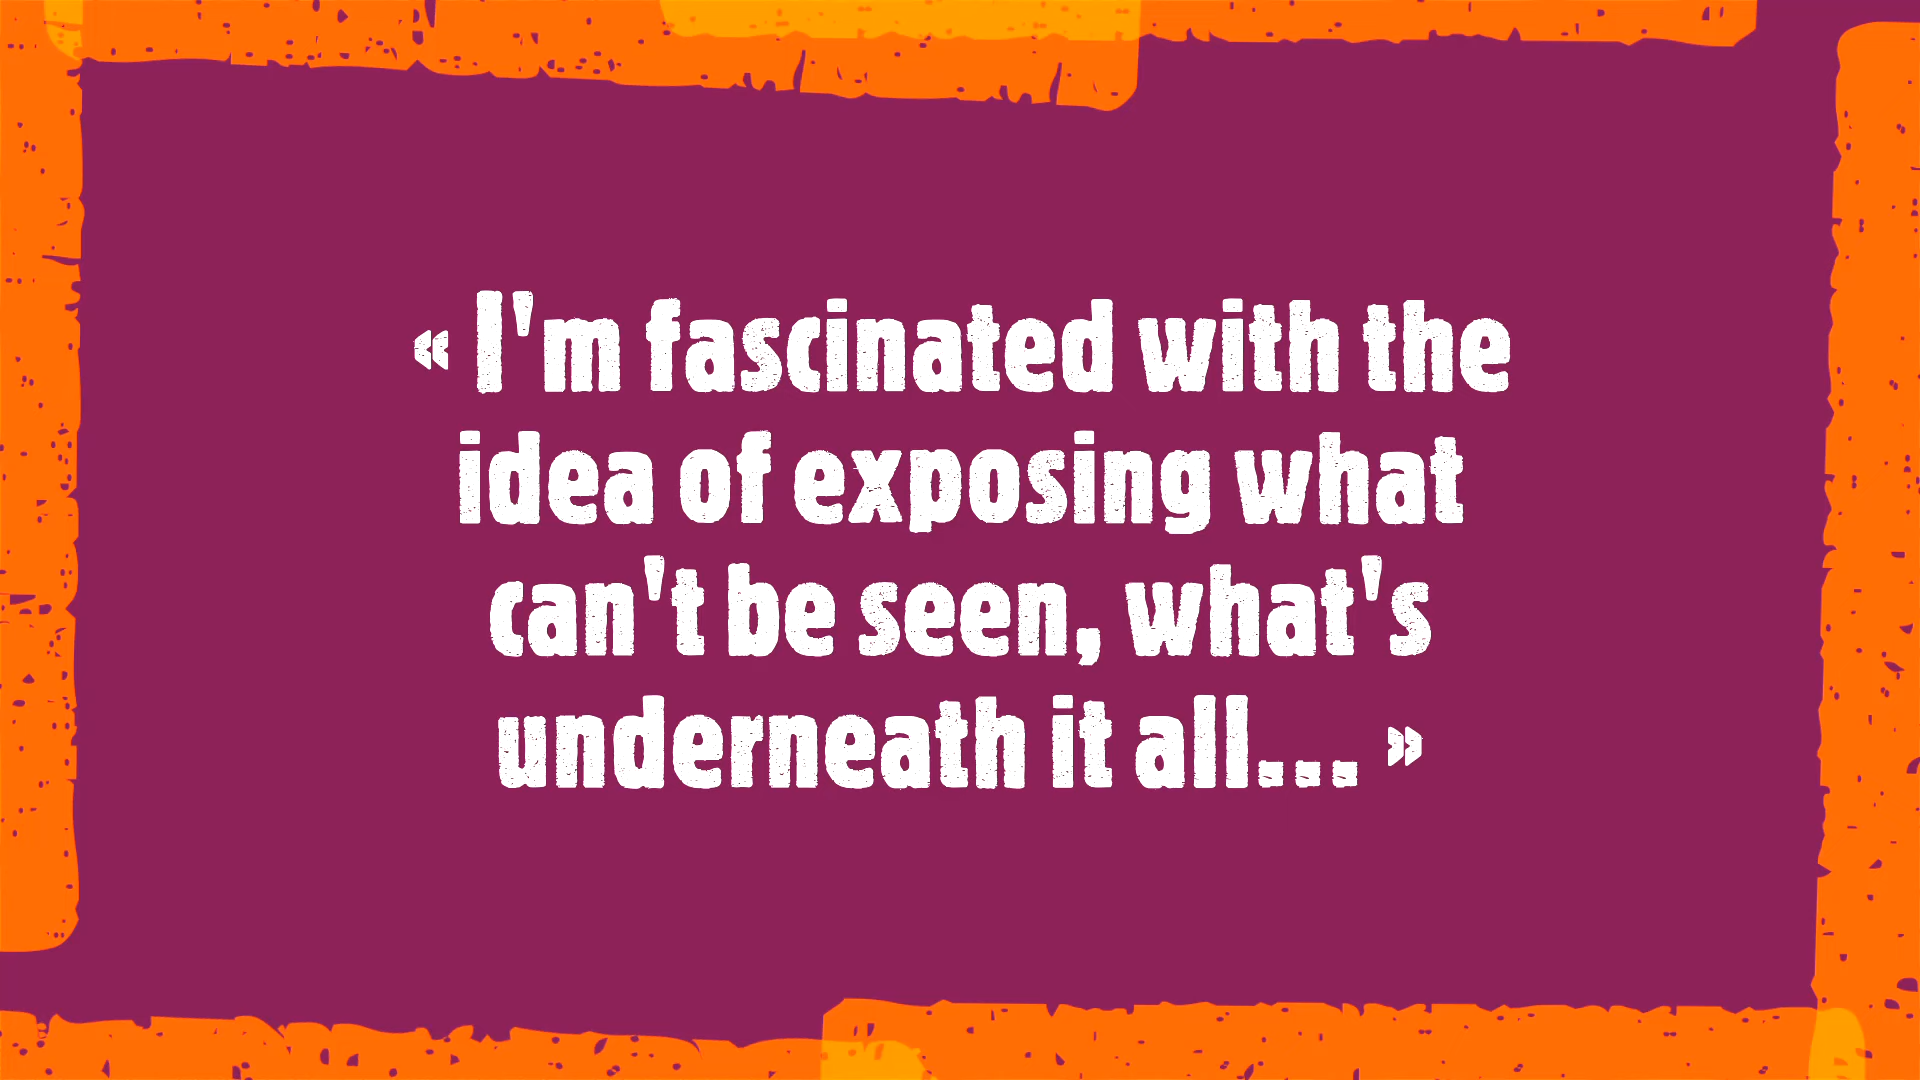 « I'm fascinated with the
idea of exposing what
can't be seen, what's
underneath it all... »